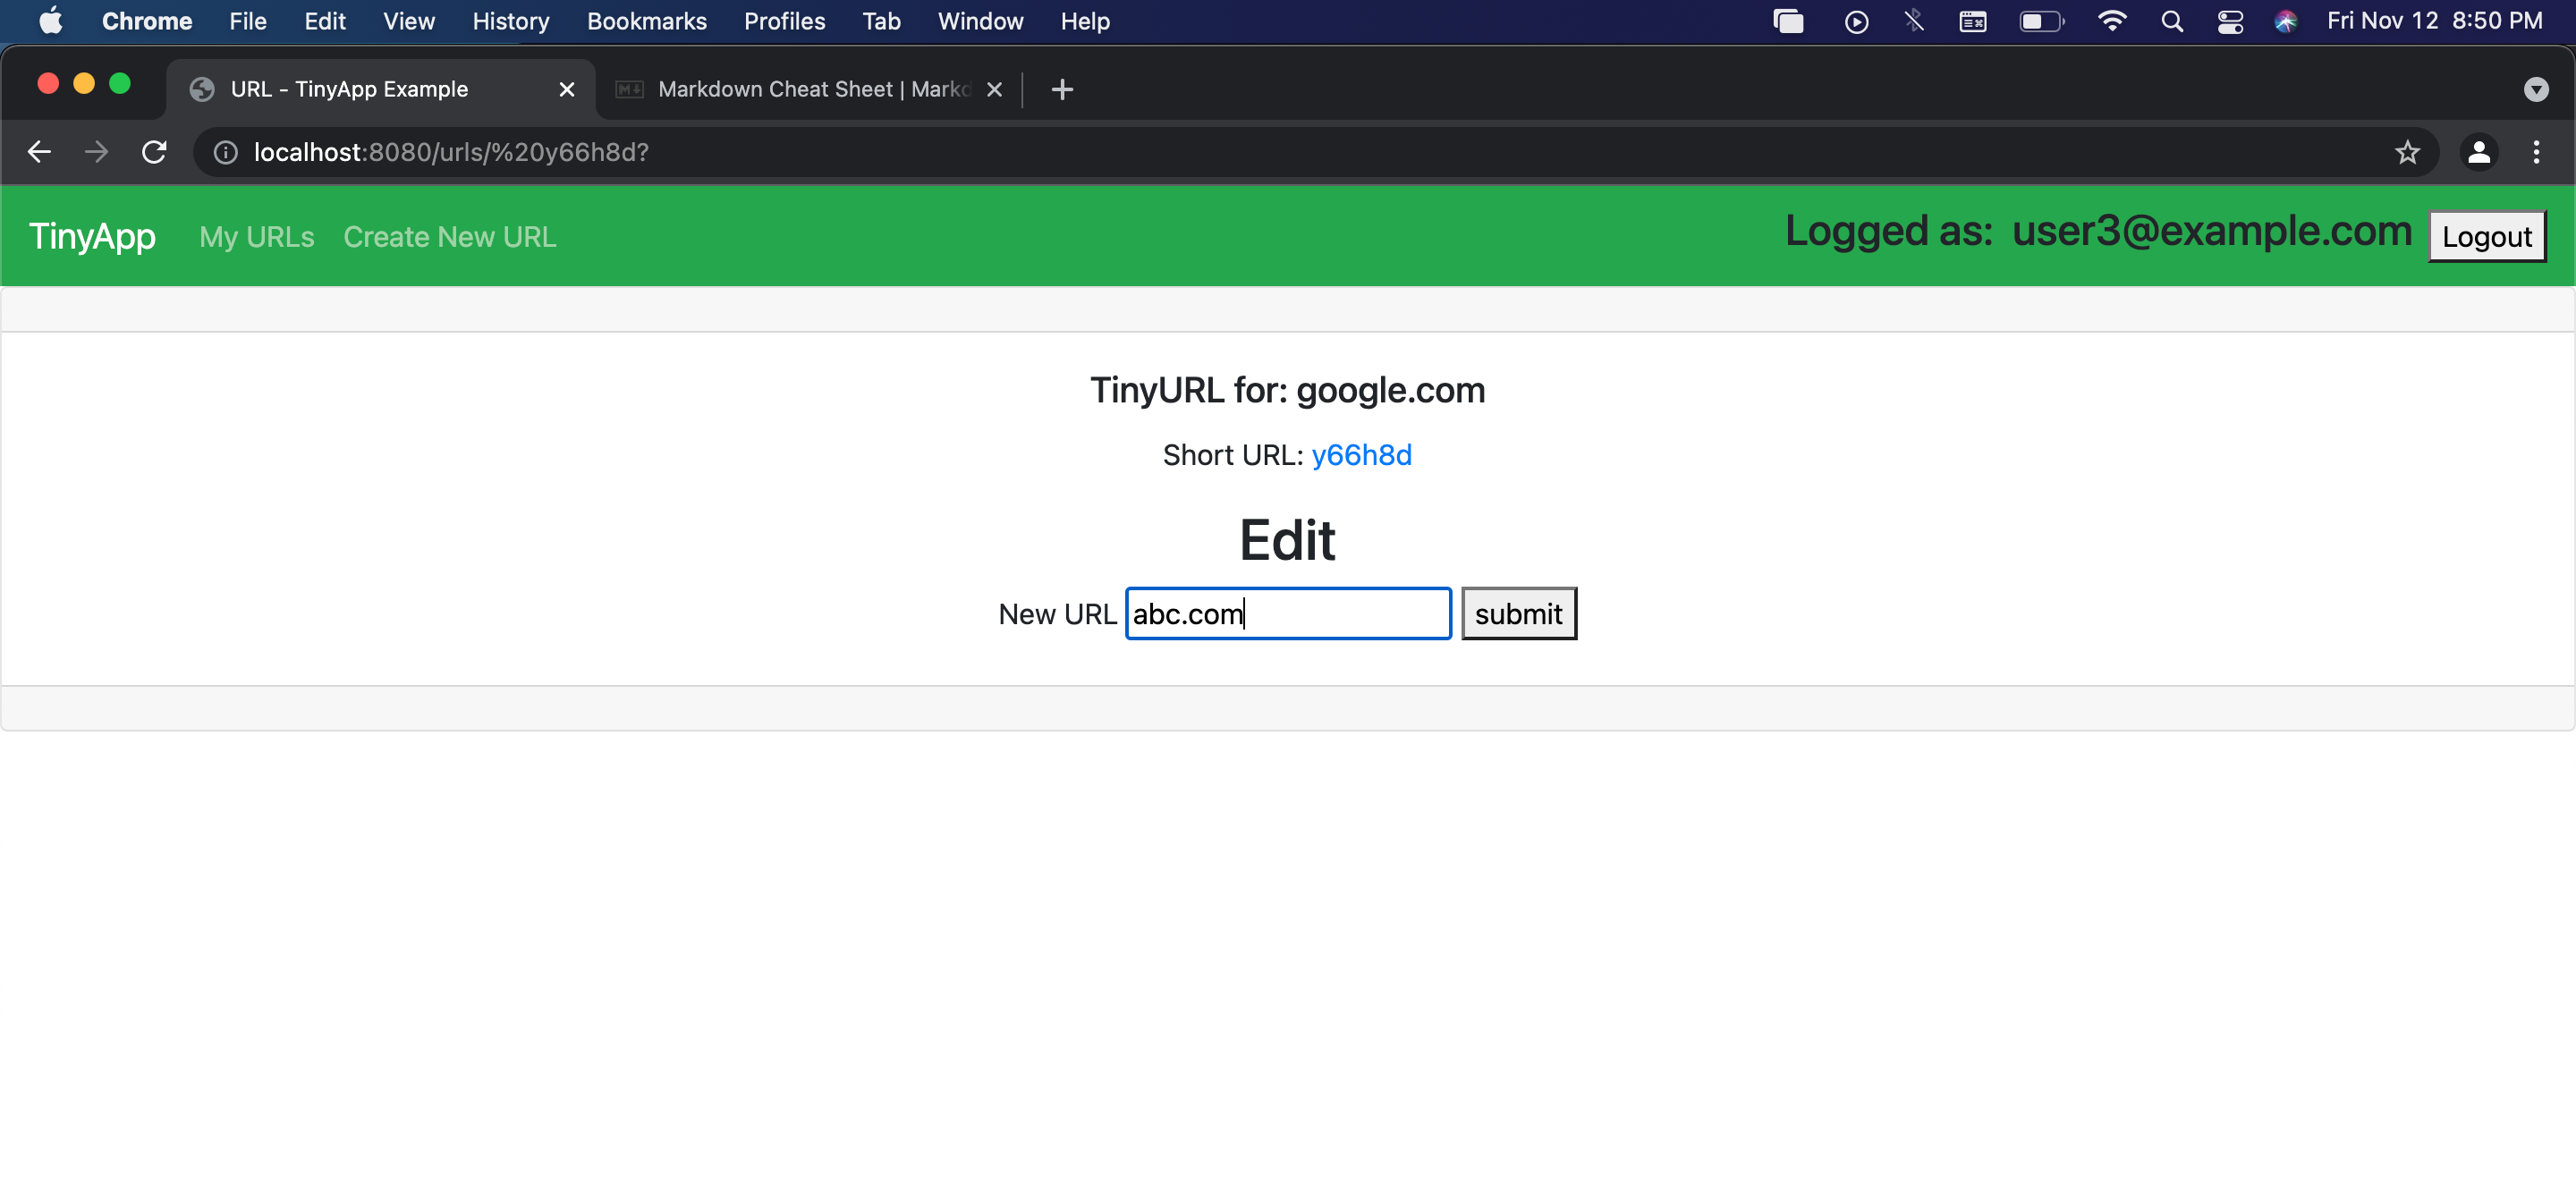 Chrome File Edit View History Bookmarks Profiles Tab Window Help Fri Nov 12 8:50 PM
URL - TinyApp Example Markdown Cheat Sheet | Markd
localhost:8080/urls/%20y66h8d?
TinyApp My URLs Create New URL Logged as: user3@example.com Logout
TinyURL for: google.com
Short URL: y66h8d
Edit
New URL abc.com submit